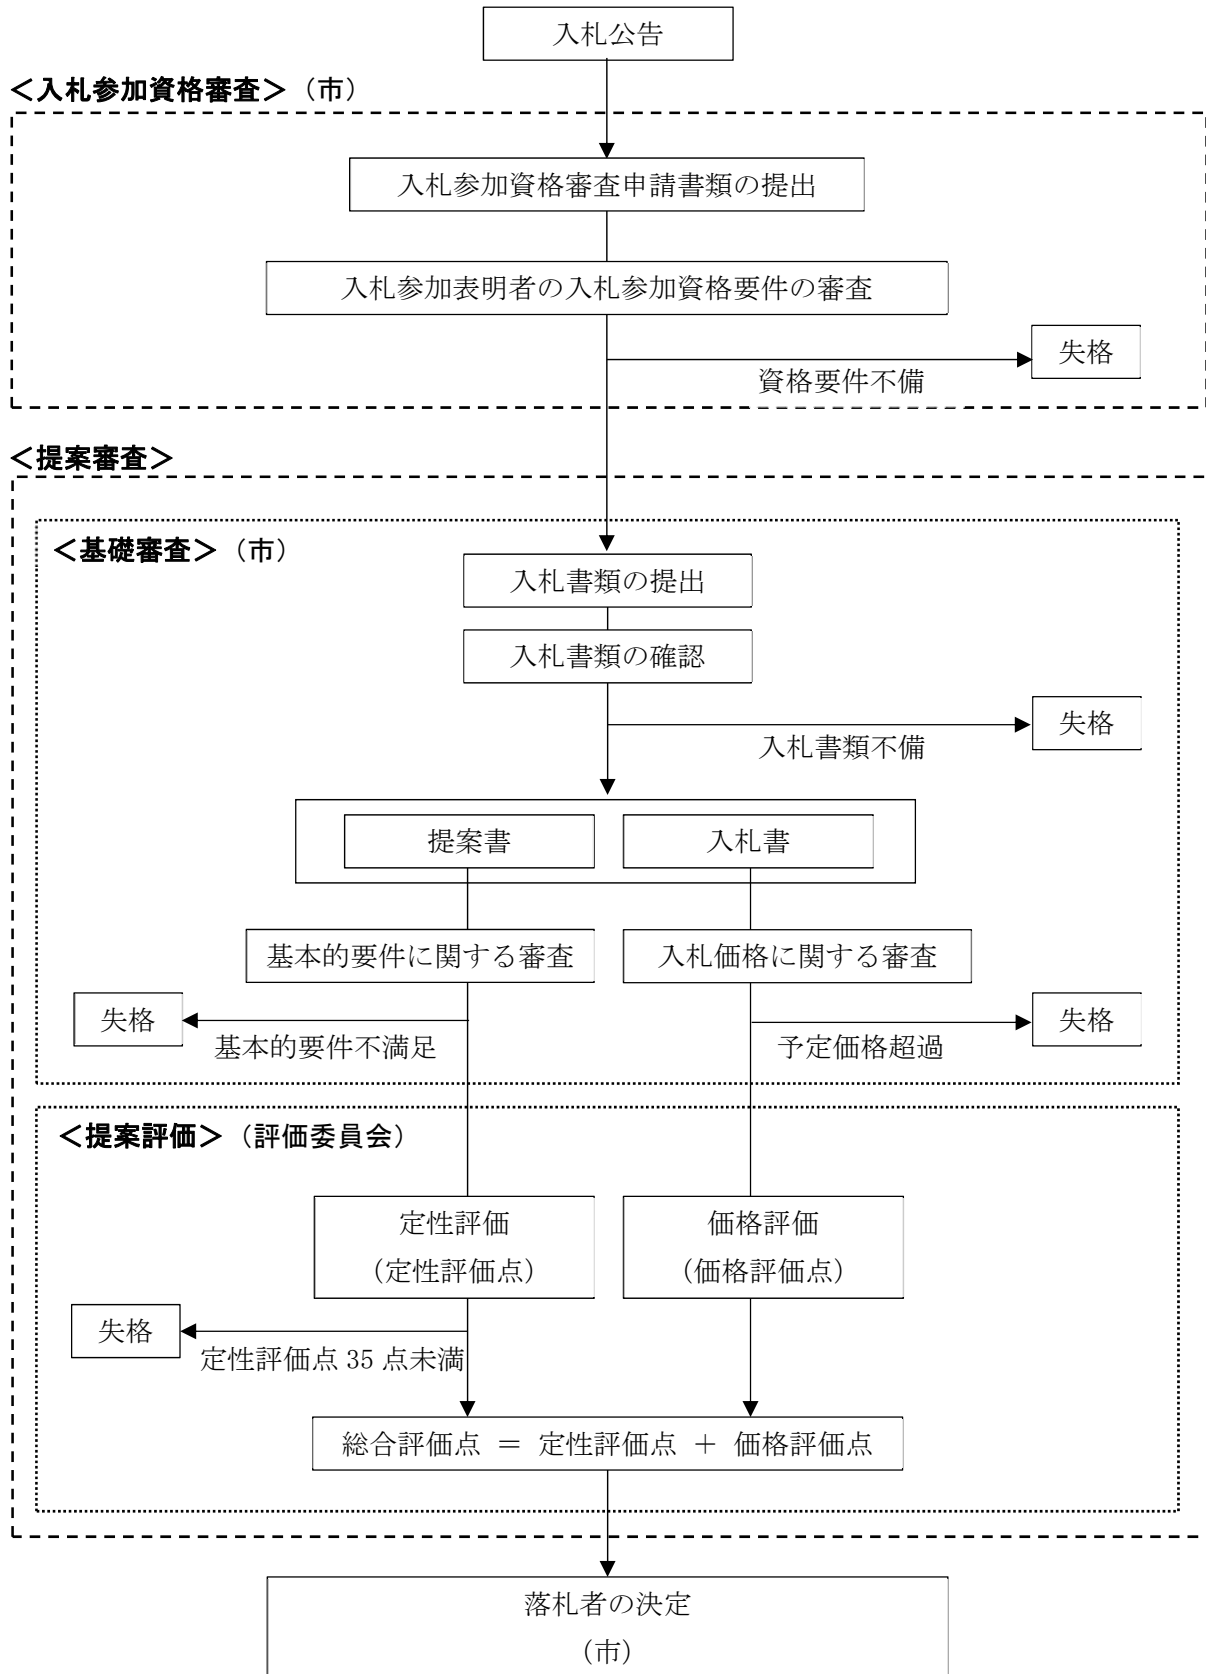 入札公告
＜入札参加資格審査＞（市）
入札参加資格審査申請書類の提出
入札参加表明者の入札参加資格要件の審査
失格
資格要件不備
＜提案審査＞
＜基礎審査＞（市）
入札書類の提出
入札書類の確認
失格
入札書類不備
提案書
入札書
基本的要件に関する審査
入札価格に関する審査
失格
基本的要件不満足
失格
予定価格超過
＜提案評価＞（評価委員会）
定性評価
（定性評価点）
価格評価
（価格評価点）
失格
定性評価点 35 点未満
総合評価点 ＝ 定性評価点 ＋ 価格評価点
落札者の決定
（市）